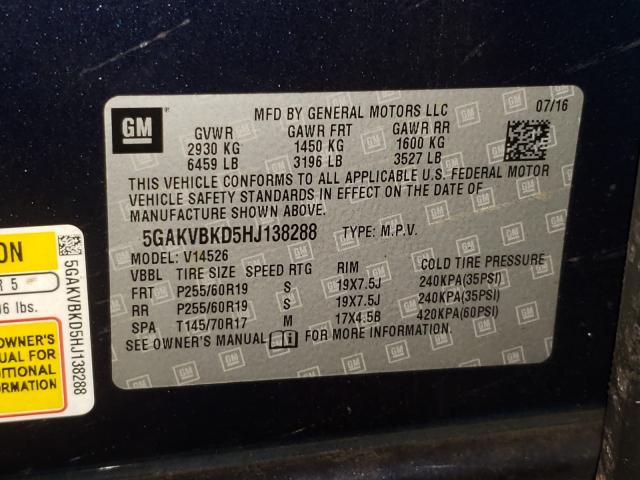 GM
MFD BY GENERAL MOTORS LLC 07/16
GVWR GAWR FRT GAWR RR
2930 KG 1450 KG 1600 KG
6459 LB 3196 LB 3527 LB
THIS VEHICLE CONFORMS TO ALL APPLICABLE U.S. FEDERAL MOTOR
VEHICLE SAFETY STANDARDS IN EFFECT ON THE DATE OF
MANUFACTURE SHOWN ABOVE.
5GAKVBKD5HJ138288 TYPE: M.P.V.
MODEL: V14526
VBBL TIRE SIZE SPEED RTG RIM COLD TIRE PRESSURE
FRT P255/60R19 S 19X7.5J 240KPA(35PSI)
RR P255/60R19 S 19X7.5J 240KPA(35PSI)
SPA T145/70R17 M 17X4.5B 420KPA(60PSI)
SEE OWNER'S MANUAL FOR MORE INFORMATION.
ON
R 5
06 lbs.
OWNER'S
UAL FOR
DITIONAL
MATION
5GAKVBKD5HJ138288